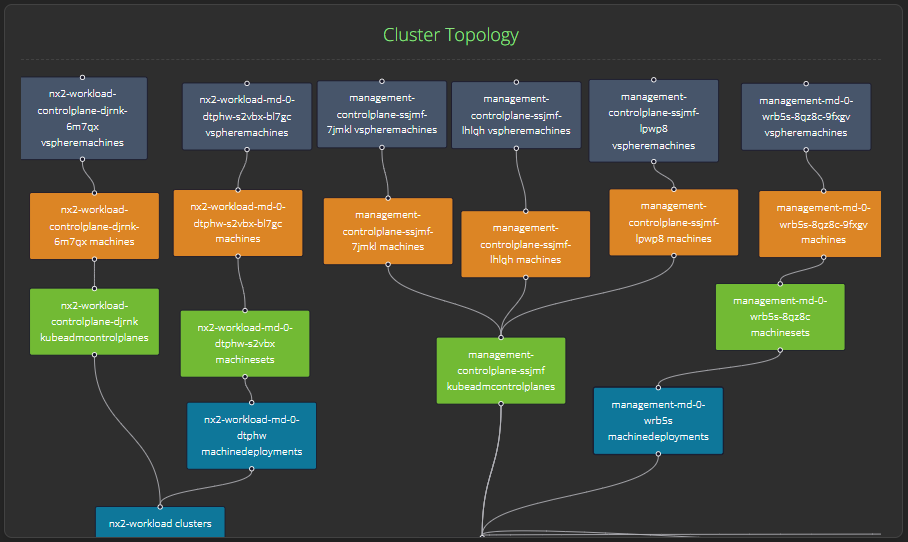 Cluster Topology
nx2-workload-
controlplane-djrnk-
6m7qx
vspheremachines
nx2-workload-md-0-
dtphw-s2vbx-bl7gc
vspheremachines
management-
controlplane-ssjmf-
7jmkl vspheremachines
management-
controlplane-ssjmf-
lhlqh vspheremachines
management-
controlplane-ssjmf-
lpwp8
vspheremachines
management-md-0-
wrb5s-8qz8c-9fxgv
vspheremachines
nx2-workload-
controlplane-djrnk-
6m7qx machines
nx2-workload-md-0-
dtphw-s2vbx-bl7gc
machines
management-
controlplane-ssjmf-
7jmkl machines
management-
controlplane-ssjmf-
lhlqh machines
management-
controlplane-ssjmf-
lpwp8 machines
management-md-0-
wrb5s-8qz8c-9fxgv
machines
nx2-workload-
controlplane-djrnk
kubeadmcontrolplanes
nx2-workload-md-0-
dtphw-s2vbx
machinesets
management-
controlplane-ssjmf
kubeadmcontrolplanes
management-md-0-
wrb5s-8qz8c
machinesets
nx2-workload-md-0-
dtphw
machinedeployments
management-md-0-
wrb5s
machinedeployments
nx2-workload clusters